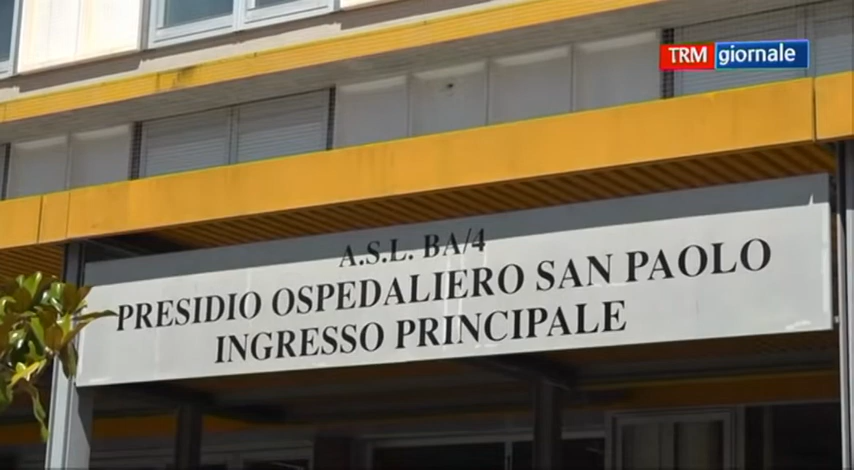 TRM giornale
A.S.L. BA/4
PRESIDIO OSPEDALIERO SAN PAOLO
INGRESSO PRINCIPALE